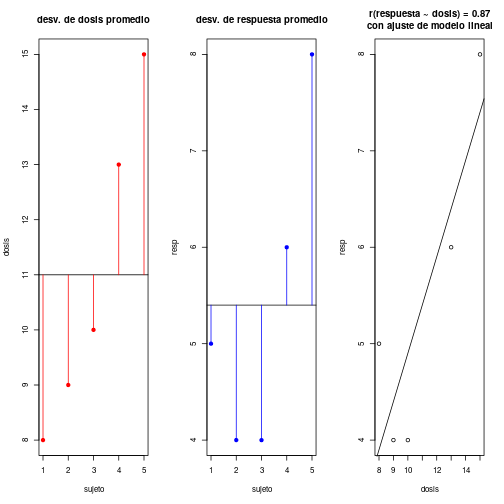 desv. de dosis promedio
dosis
15
14
13
12
11
10
9
8
1 2 3 4 5
sujeto
desv. de respuesta promedio
resp
8
7
6
5
4
1 2 3 4 5
sujeto
r(respuesta ~ dosis) = 0.87
con ajuste de modelo lineal
resp
8
7
6
5
4
8 9 10 12 14
dosis